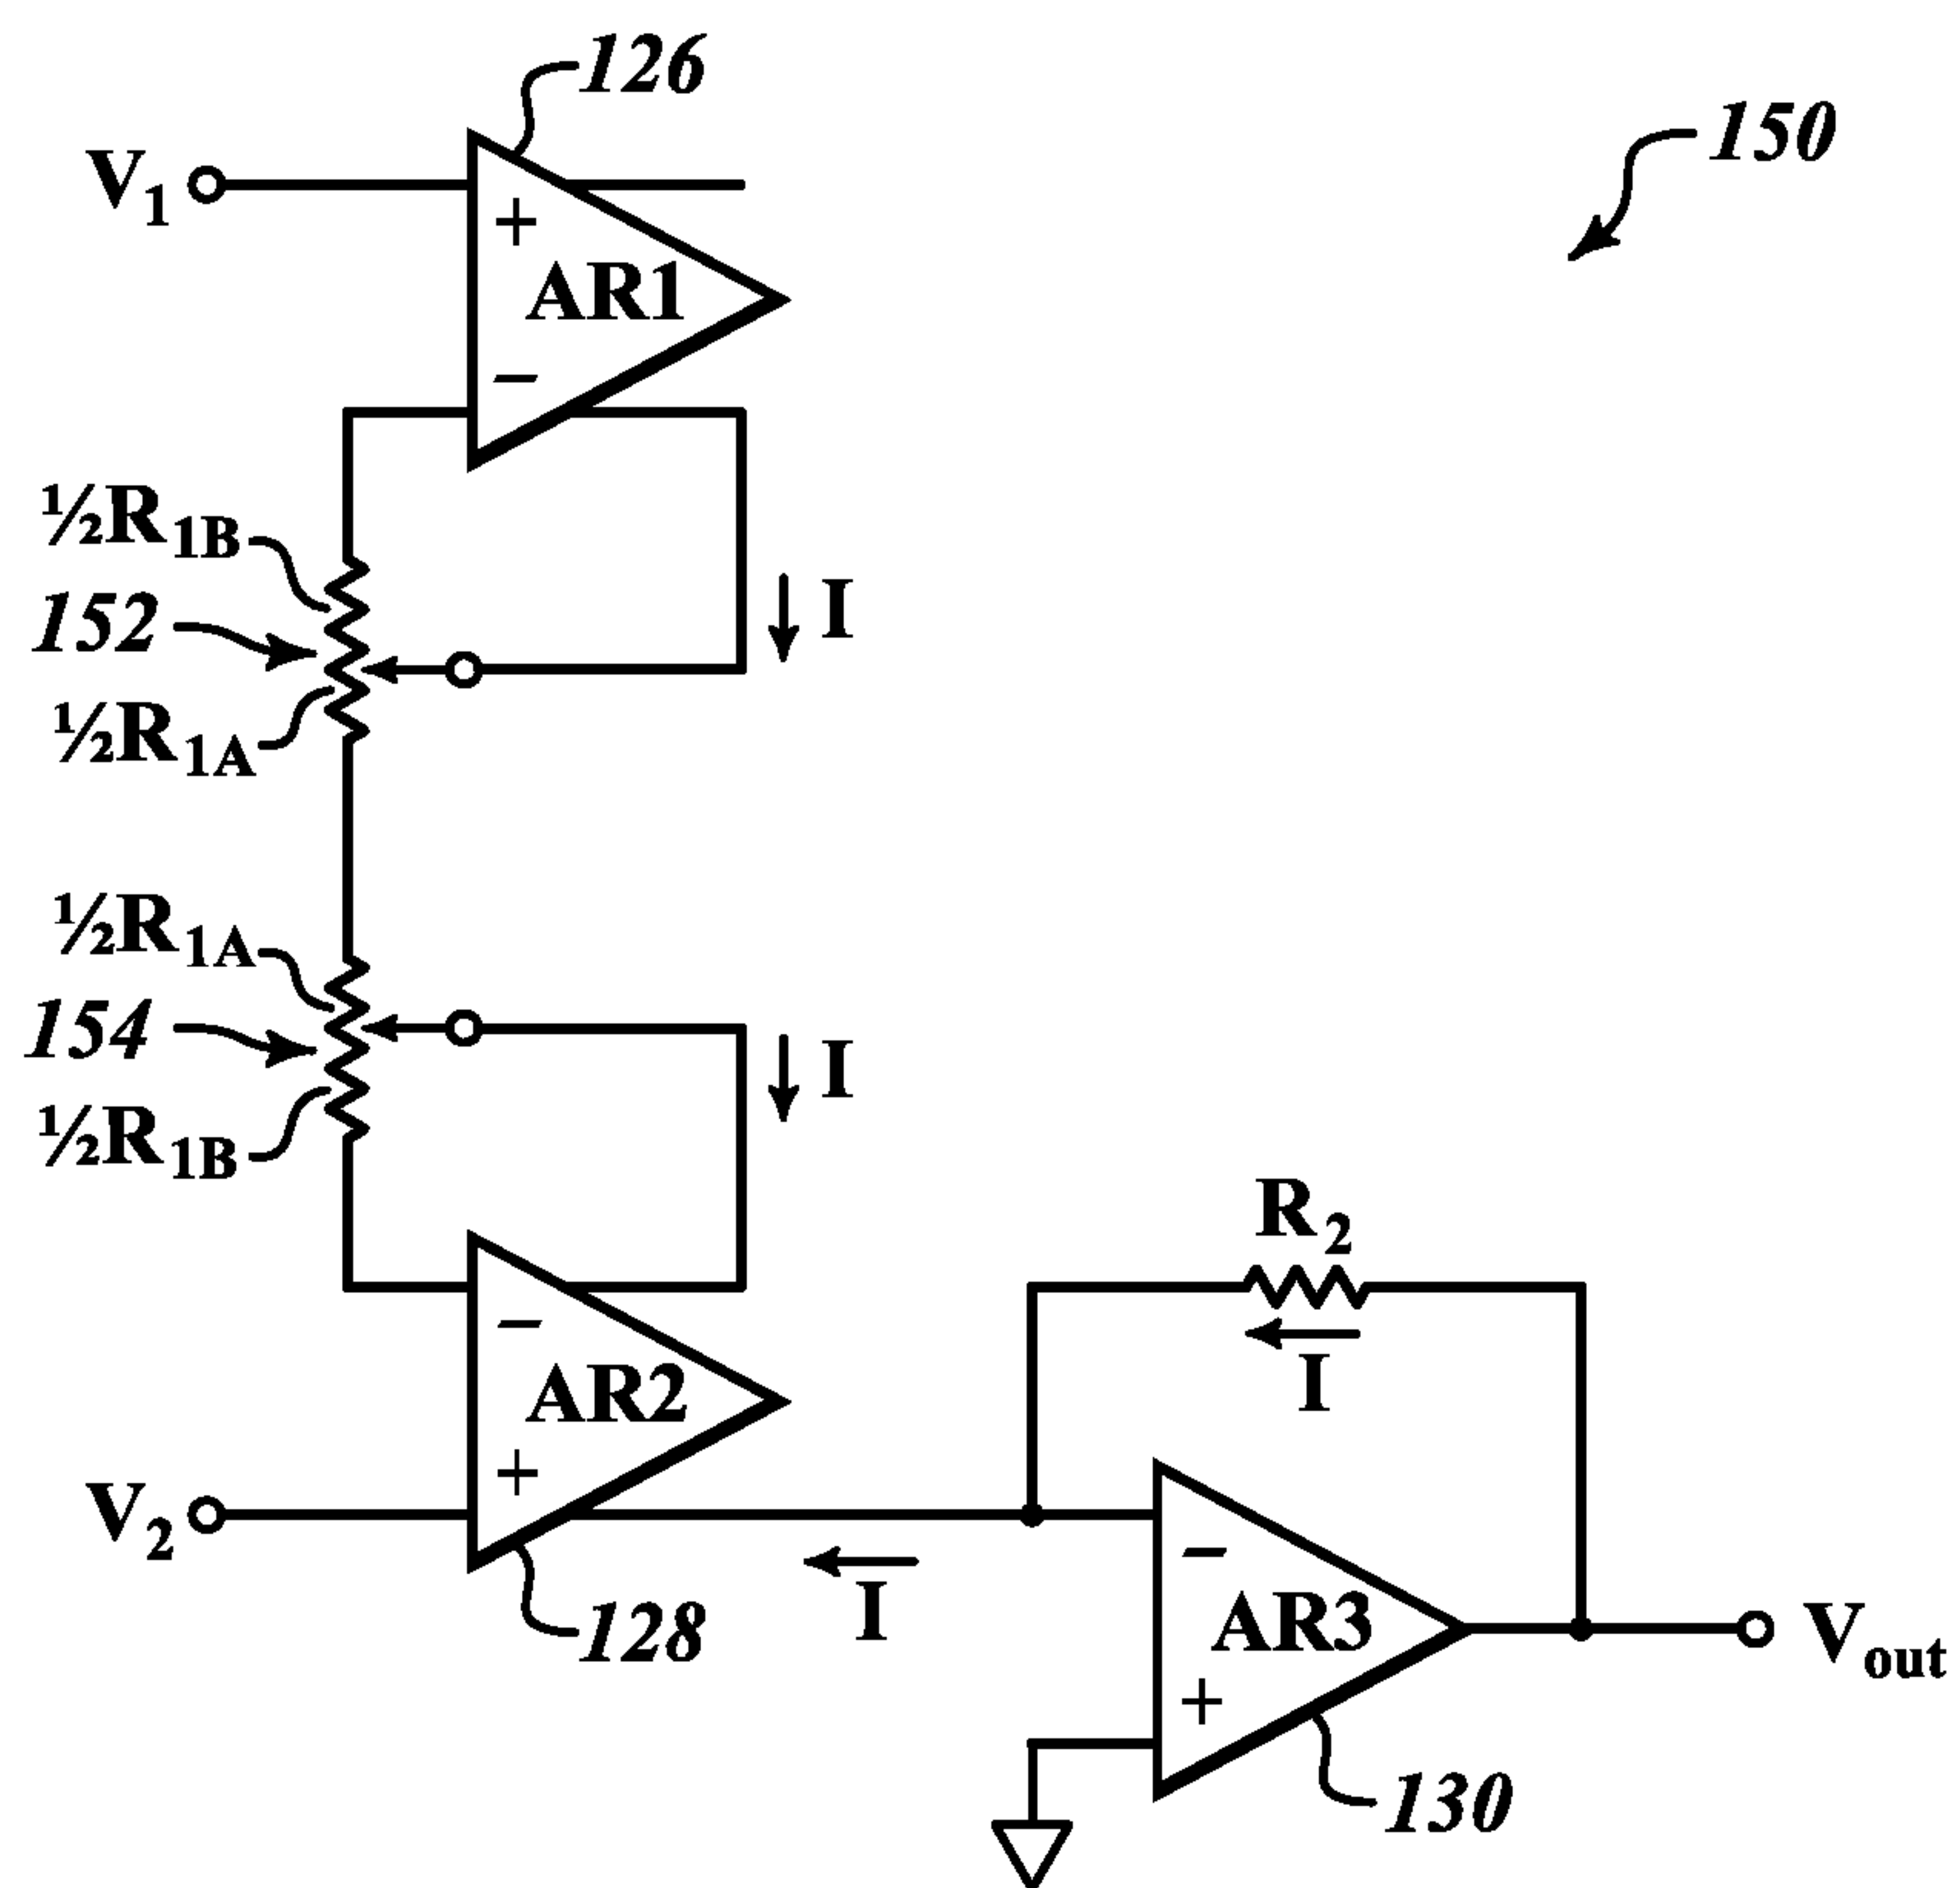 126
150
V1
+
AR1
−
½R1B
I
152
½R1A
½R1A
154
I
½R1B
R2
−
I
AR2
+
V2
−
I
AR3
Vout
128
+
130